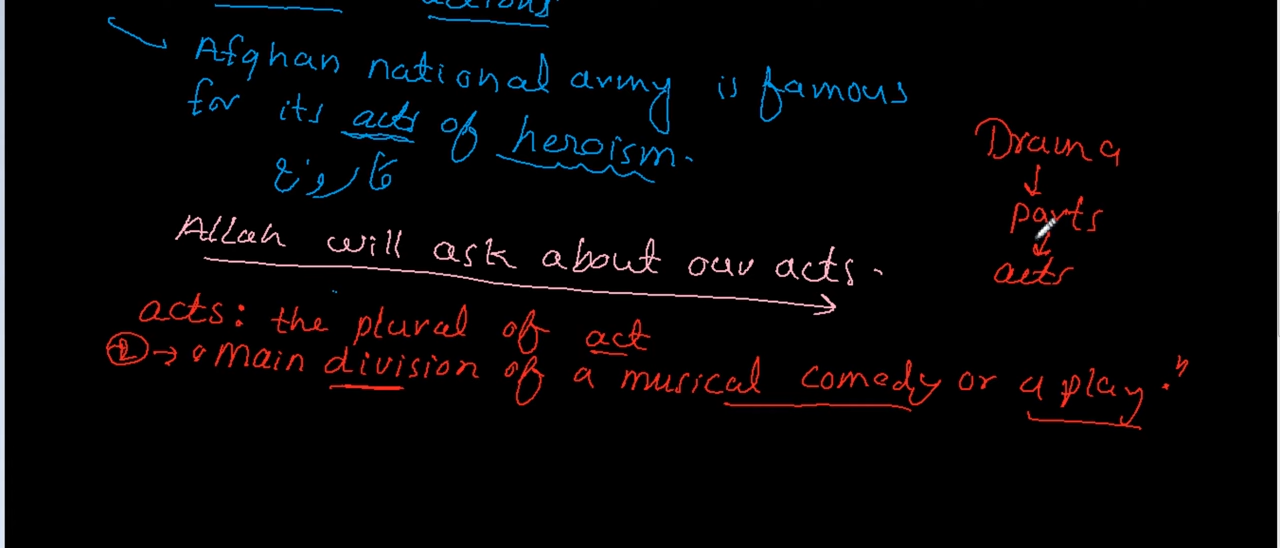 actions
Afghan national army is famous
for its acts of heroism.
Allah will ask about our acts.
acts: the plural of act
2 → "Main division of a musical comedy or a play."
Drama
↓
parts
↓
acts